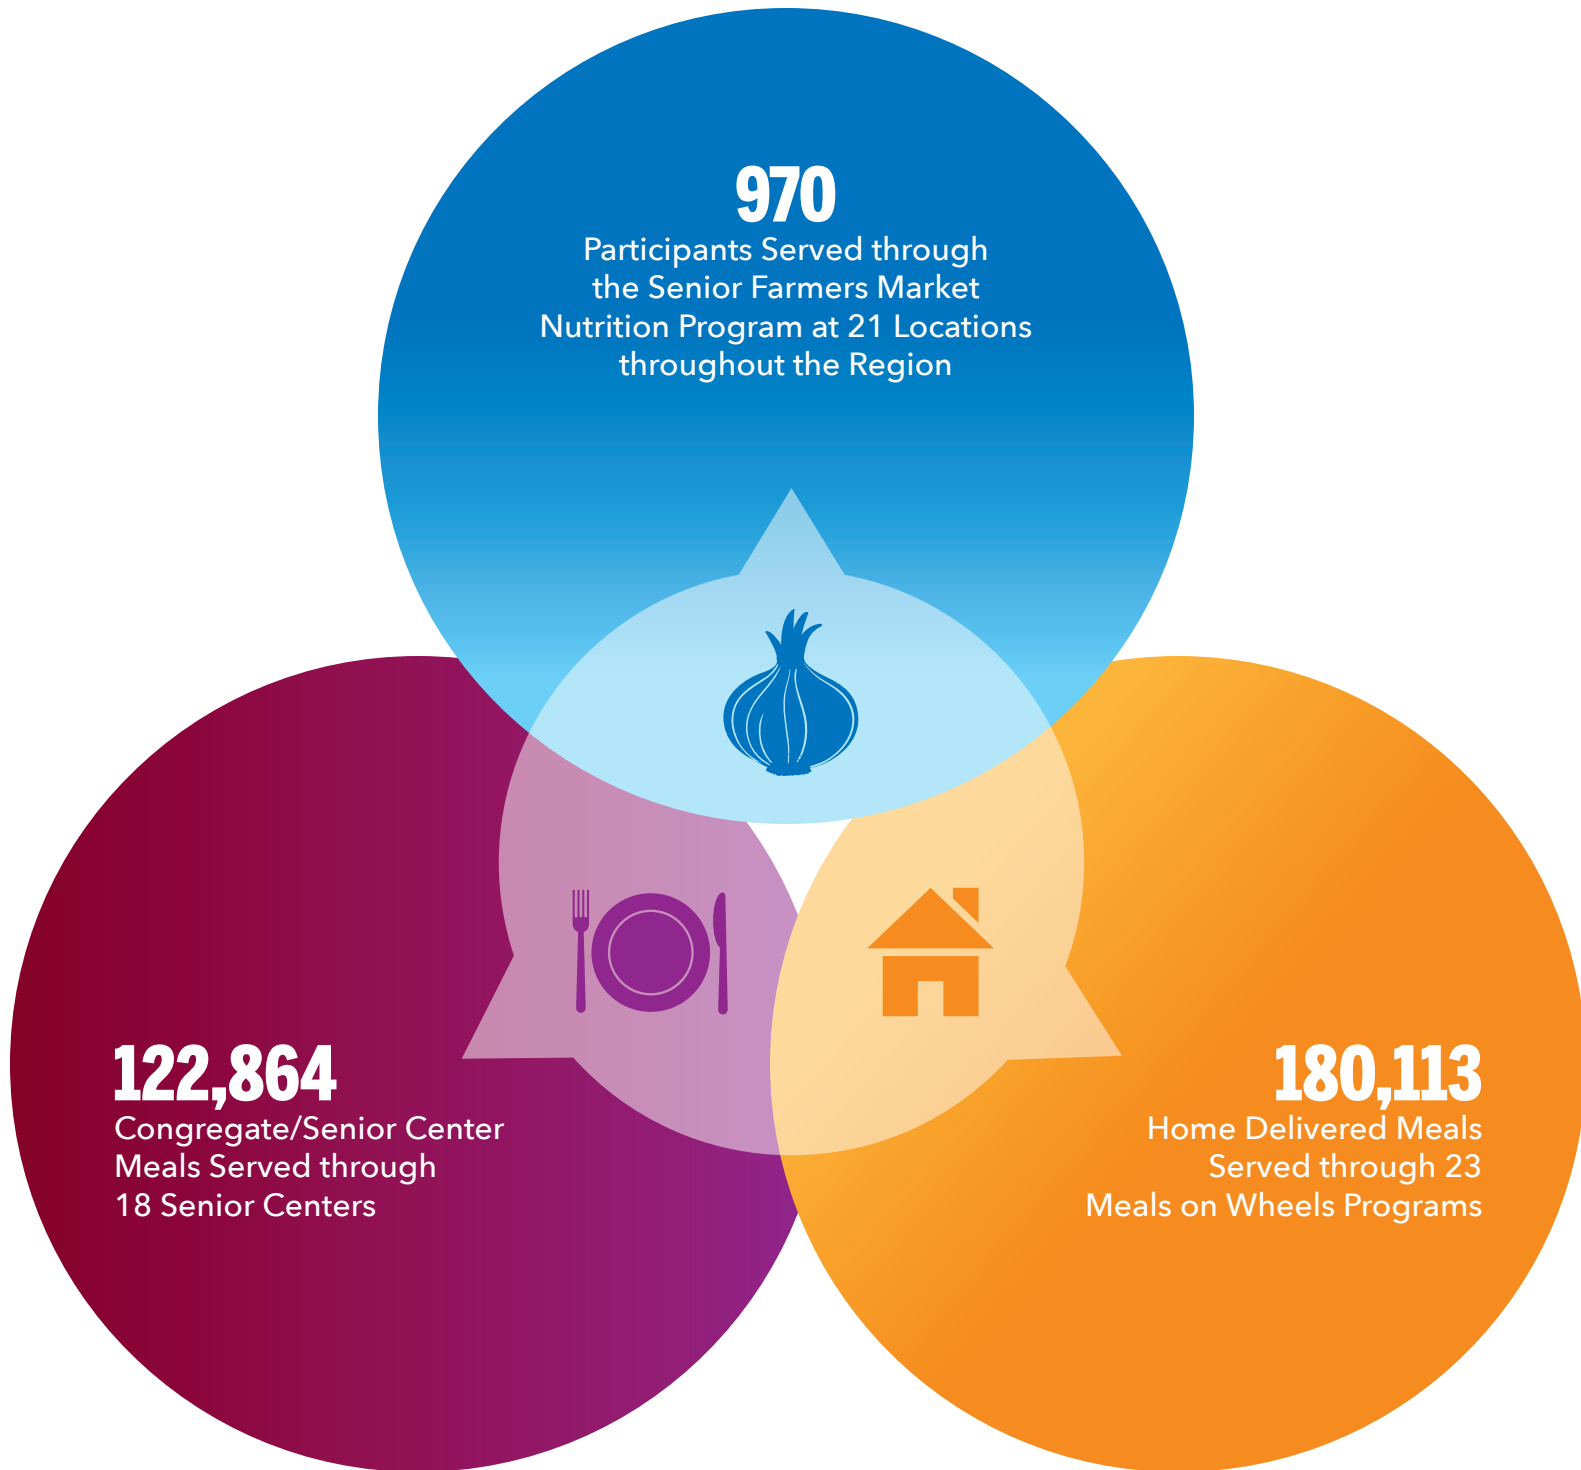 970
Participants Served through
the Senior Farmers Market
Nutrition Program at 21 Locations
throughout the Region
122,864
Congregate/Senior Center
Meals Served through
18 Senior Centers
180,113
Home Delivered Meals
Served through 23
Meals on Wheels Programs